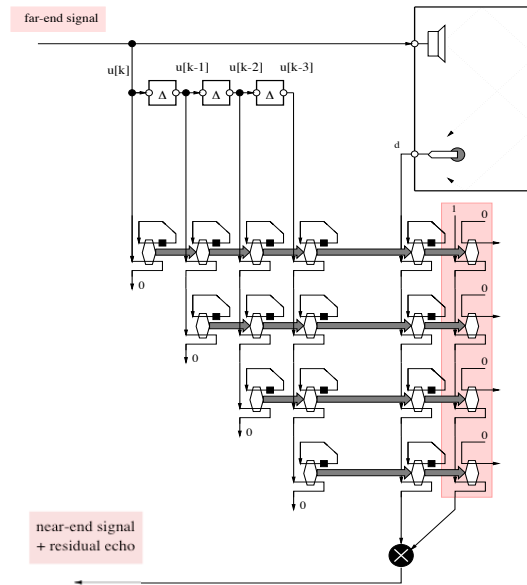 far-end signal
u[k]
u[k-1]
u[k-2]
u[k-3]
Δ
Δ
Δ
d
1
0
0
0
0
0
0
0
0
near-end signal
+ residual echo